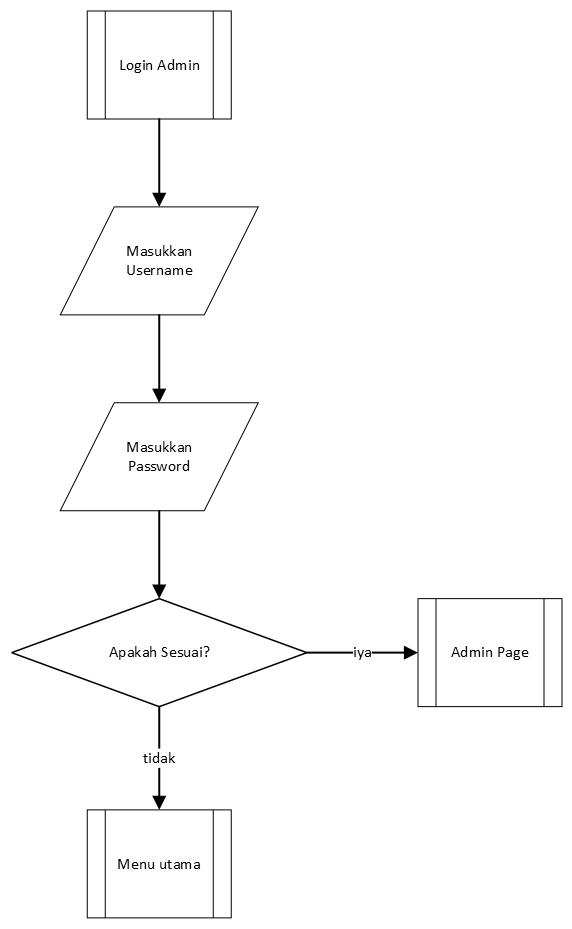 Login Admin
Masukkan
Username
Masukkan
Password
Apakah Sesuai?
iya
Admin Page
tidak
Menu utama